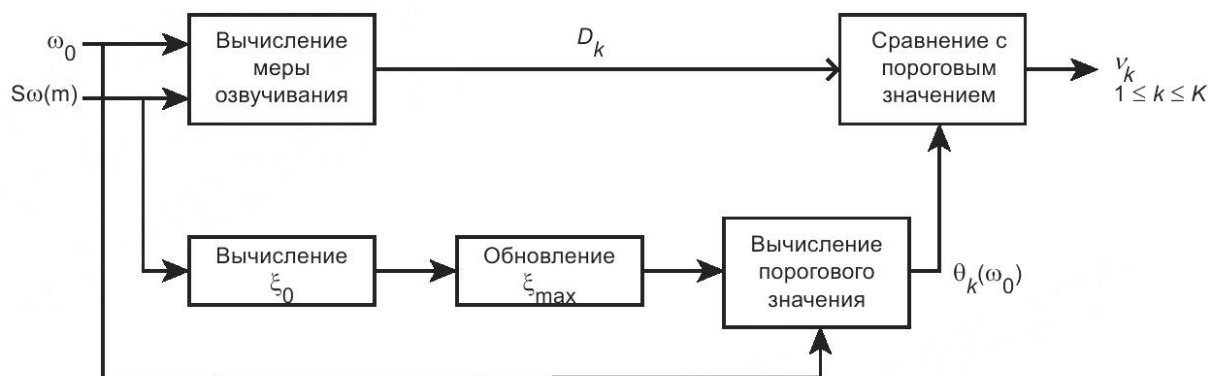 ω0
Sω(m)
Вычисление
меры
озвучивания
Dk
Сравнение с
пороговым
значением
νk
1 ≤ k ≤ K
Вычисление
ξ0
Обновление
ξmax
Вычисление
порогового
значения
θk(ω0)